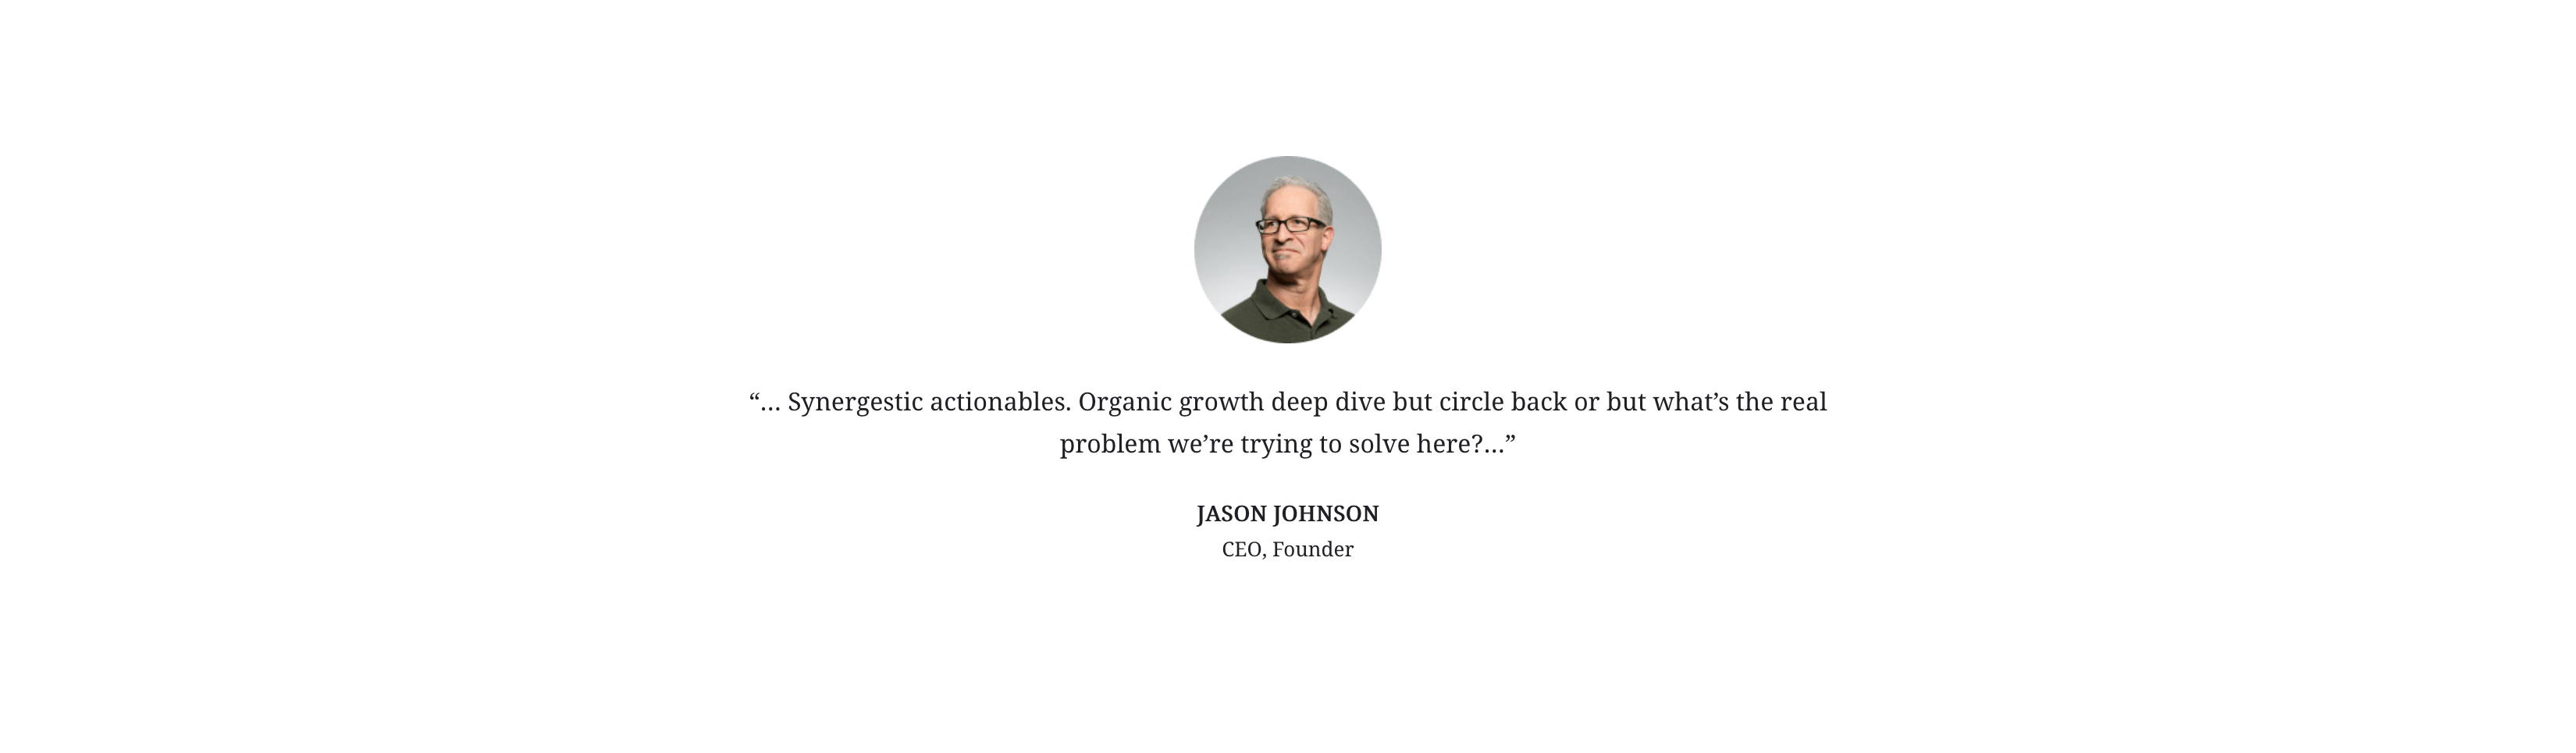 “… Synergestic actionables. Organic growth deep dive but circle back or but what’s the real
problem we’re trying to solve here?…”
JASON JOHNSON
CEO, Founder